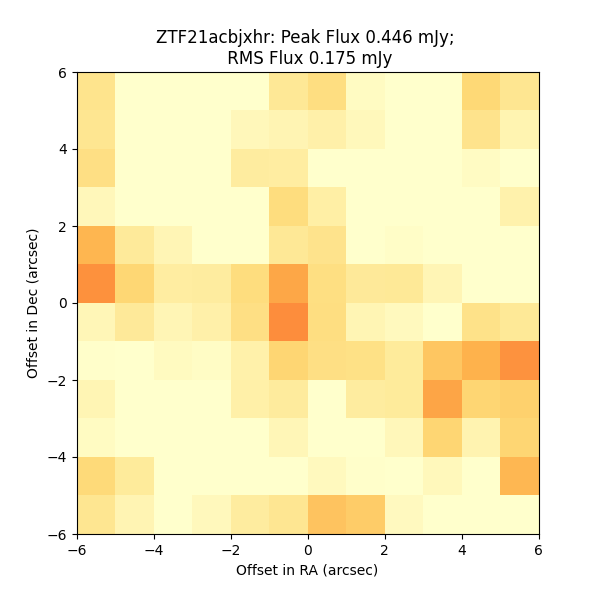 ZTF21acbjxhr: Peak Flux 0.446 mJy;
RMS Flux 0.175 mJy
6
4
2
0
−2
−4
−6
Offset in Dec (arcsec)
−6 −4 −2 0 2 4 6
Offset in RA (arcsec)